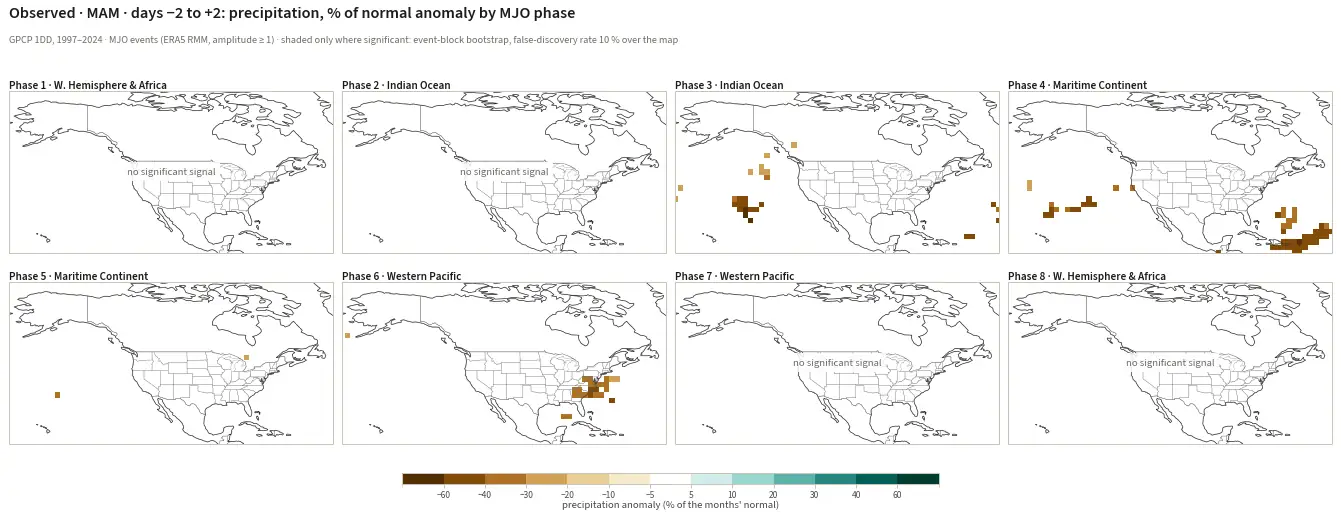 Observed · MAM · days −2 to +2: precipitation, % of normal anomaly by MJO phase
GPCP 1DD, 1997–2024 · MJO events (ERA5 RMM, amplitude ≥ 1) · shaded only where significant: event-block bootstrap, false-discovery rate 10 % over the map
Phase 1 · W. Hemisphere & Africa
Phase 2 · Indian Ocean
Phase 3 · Indian Ocean
Phase 4 · Maritime Continent
no significant signal
no significant signal
Phase 5 · Maritime Continent
Phase 6 · Western Pacific
Phase 7 · Western Pacific
Phase 8 · W. Hemisphere & Africa
no significant signal
no significant signal
−60 −40 −30 −20 −10 −5 5 10 20 30 40 60
precipitation anomaly (% of the months' normal)